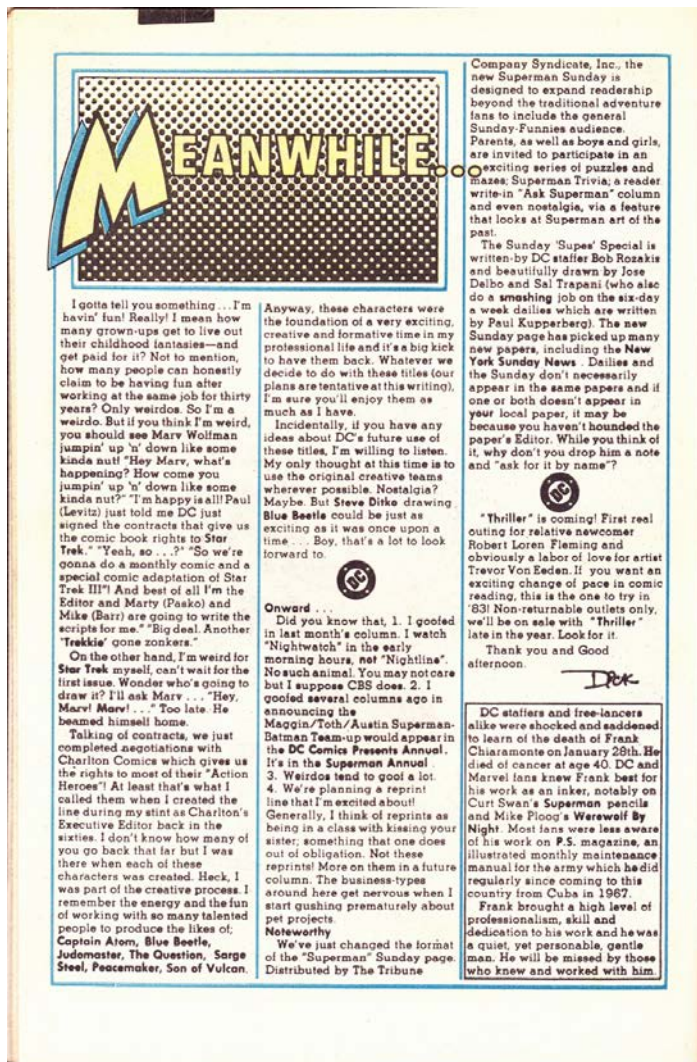 MEANWHILE...
I gotta tell you something...I'm
havin' fun! Really! I mean how
many grown-ups get to live out
their childhood fantasies—and
get paid for it? Not to mention,
how many people can honestly
claim to be having fun after
working at the same job for thirty
years? Only weirdos. So I'm a
weirdo. But if you think I'm weird,
you should see Marv Wolfman
jumpin' up 'n' down like some
kinda nut! "Hey Marv, what's
happening? How come you
jumpin' up 'n' down like some
kinda nut?" "I'm happy is all! Paul
(Levitz) just told me DC just
signed the contracts that give us
the comic book rights to Star
Trek." "Yeah, so...?" "So we're
gonna do a monthly comic and a
special comic adaptation of Star
Trek III"! And best of all I'm the
Editor and Marty (Pasko) and
Mike (Barr) are going to write the
scripts for me." "Big deal. Another
'Trekkie' gone zonkers."
On the other hand, I'm weird for
Star Trek myself, can't wait for the
first issue. Wonder who's going to
draw it? I'll ask Marv... "Hey,
Marv! Marv! ..." Too late. He
beamed himself home.
Talking of contracts, we just
completed negotiations with
Charlton Comics which gives us
the rights to most of their "Action
Heroes"! At least that's what I
called them when I created the
line during my stint as Charlton's
Executive Editor back in the
sixties. I don't know how many of
you go back that far but I was
there when each of these
characters was created. Heck, I
was part of the creative process. I
remember the energy and the fun
of working with so many talented
people to produce the likes of;
Captain Atom, Blue Beetle,
Judomaster, The Question, Sarge
Steel, Peacemaker, Son of Vulcan.
Anyway, these characters were
the foundation of a very exciting,
creative and formative time in my
professional life and it's a big kick
to have them back. Whatever we
decide to do with these titles (our
plans are tentative at this writing),
I'm sure you'll enjoy them as
much as I have.
Incidentally, if you have any
ideas about DC's future use of
these titles, I'm willing to listen.
My only thought at this time is to
use the original creative teams
wherever possible. Nostalgia?
Maybe. But Steve Ditko drawing
Blue Beetle could be just as
exciting as it was once upon a
time... Boy, that's a lot to look
forward to.
DC
Onward ...
Did you know that, 1. I goofed
in last month's column. I watch
"Nightwatch" in the early
morning hours, not "Nightline".
No such animal. You may not care
but I suppose CBS does. 2. I
goofed several columns ago in
announcing the
Maggin/Toth/Austin Superman-
Batman Team-up would appear in
the DC Comics Presents Annual.
It's in the Superman Annual.
3. Weirdos tend to goof a lot.
4. We're planning a reprint
line that I'm excited about!
Generally, I think of reprints as
being in a class with kissing your
sister; something that one does
out of obligation. Not these
reprints! More on them in a future
column. The business-types
around here get nervous when I
start gushing prematurely about
pet projects.
Noteworthy
We've just changed the format
of the "Superman" Sunday page.
Distributed by The Tribune
Company Syndicate, Inc., the
new Superman Sunday is
designed to expand readership
beyond the traditional adventure
fans to include the general
Sunday-Funnies audience.
Parents, as well as boys and girls,
are invited to participate in an
exciting series of puzzles and
mazes; Superman Trivia; a reader
write-in "Ask Superman" column
and even nostalgia, via a feature
that looks at Superman art of the
past.
The Sunday 'Supes' Special is
written-by DC staffer Bob Rozakis
and beautifully drawn by Jose
Delbo and Sal Trapani (who also
do a smashing job on the six-day
a week dailies which are written
by Paul Kupperberg). The new
Sunday page has picked up many
new papers, including the New
York Sunday News. Dailies and
the Sunday don't necessarily
appear in the same papers and if
one or both doesn't appear in
your local paper, it may be
because you haven't hounded the
paper's Editor. While you think of
it, why don't you drop him a note
and "ask for it by name"?
DC
"Thriller" is coming! First real
outing for relative newcomer
Robert Loren Fleming and
obviously a labor of love for artist
Trevor Von Eeden. If you want an
exciting change of pace in comic
reading, this is the one to try in
'83! Non-returnable outlets only,
we'll be on sale with "Thriller"
late in the year. Look for it.
Thank you and Good
afternoon.
Dick
DC staffers and free-lancers
alike were shocked and saddened
to learn of the death of Frank
Chiaramonte on January 28th. He
died of cancer at age 40. DC and
Marvel fans knew Frank best for
his work as an inker, notably on
Curt Swan's Superman pencils
and Mike Ploog's Werewolf By
Night. Most fans were less aware
of his work on P.S. magazine, an
illustrated monthly maintenance
manual for the army which he did
regularly since coming to this
country from Cuba in 1967.
Frank brought a high level of
professionalism, skill and
dedication to his work and he was
a quiet, yet personable, gentle
man. He will be missed by those
who knew and worked with him.